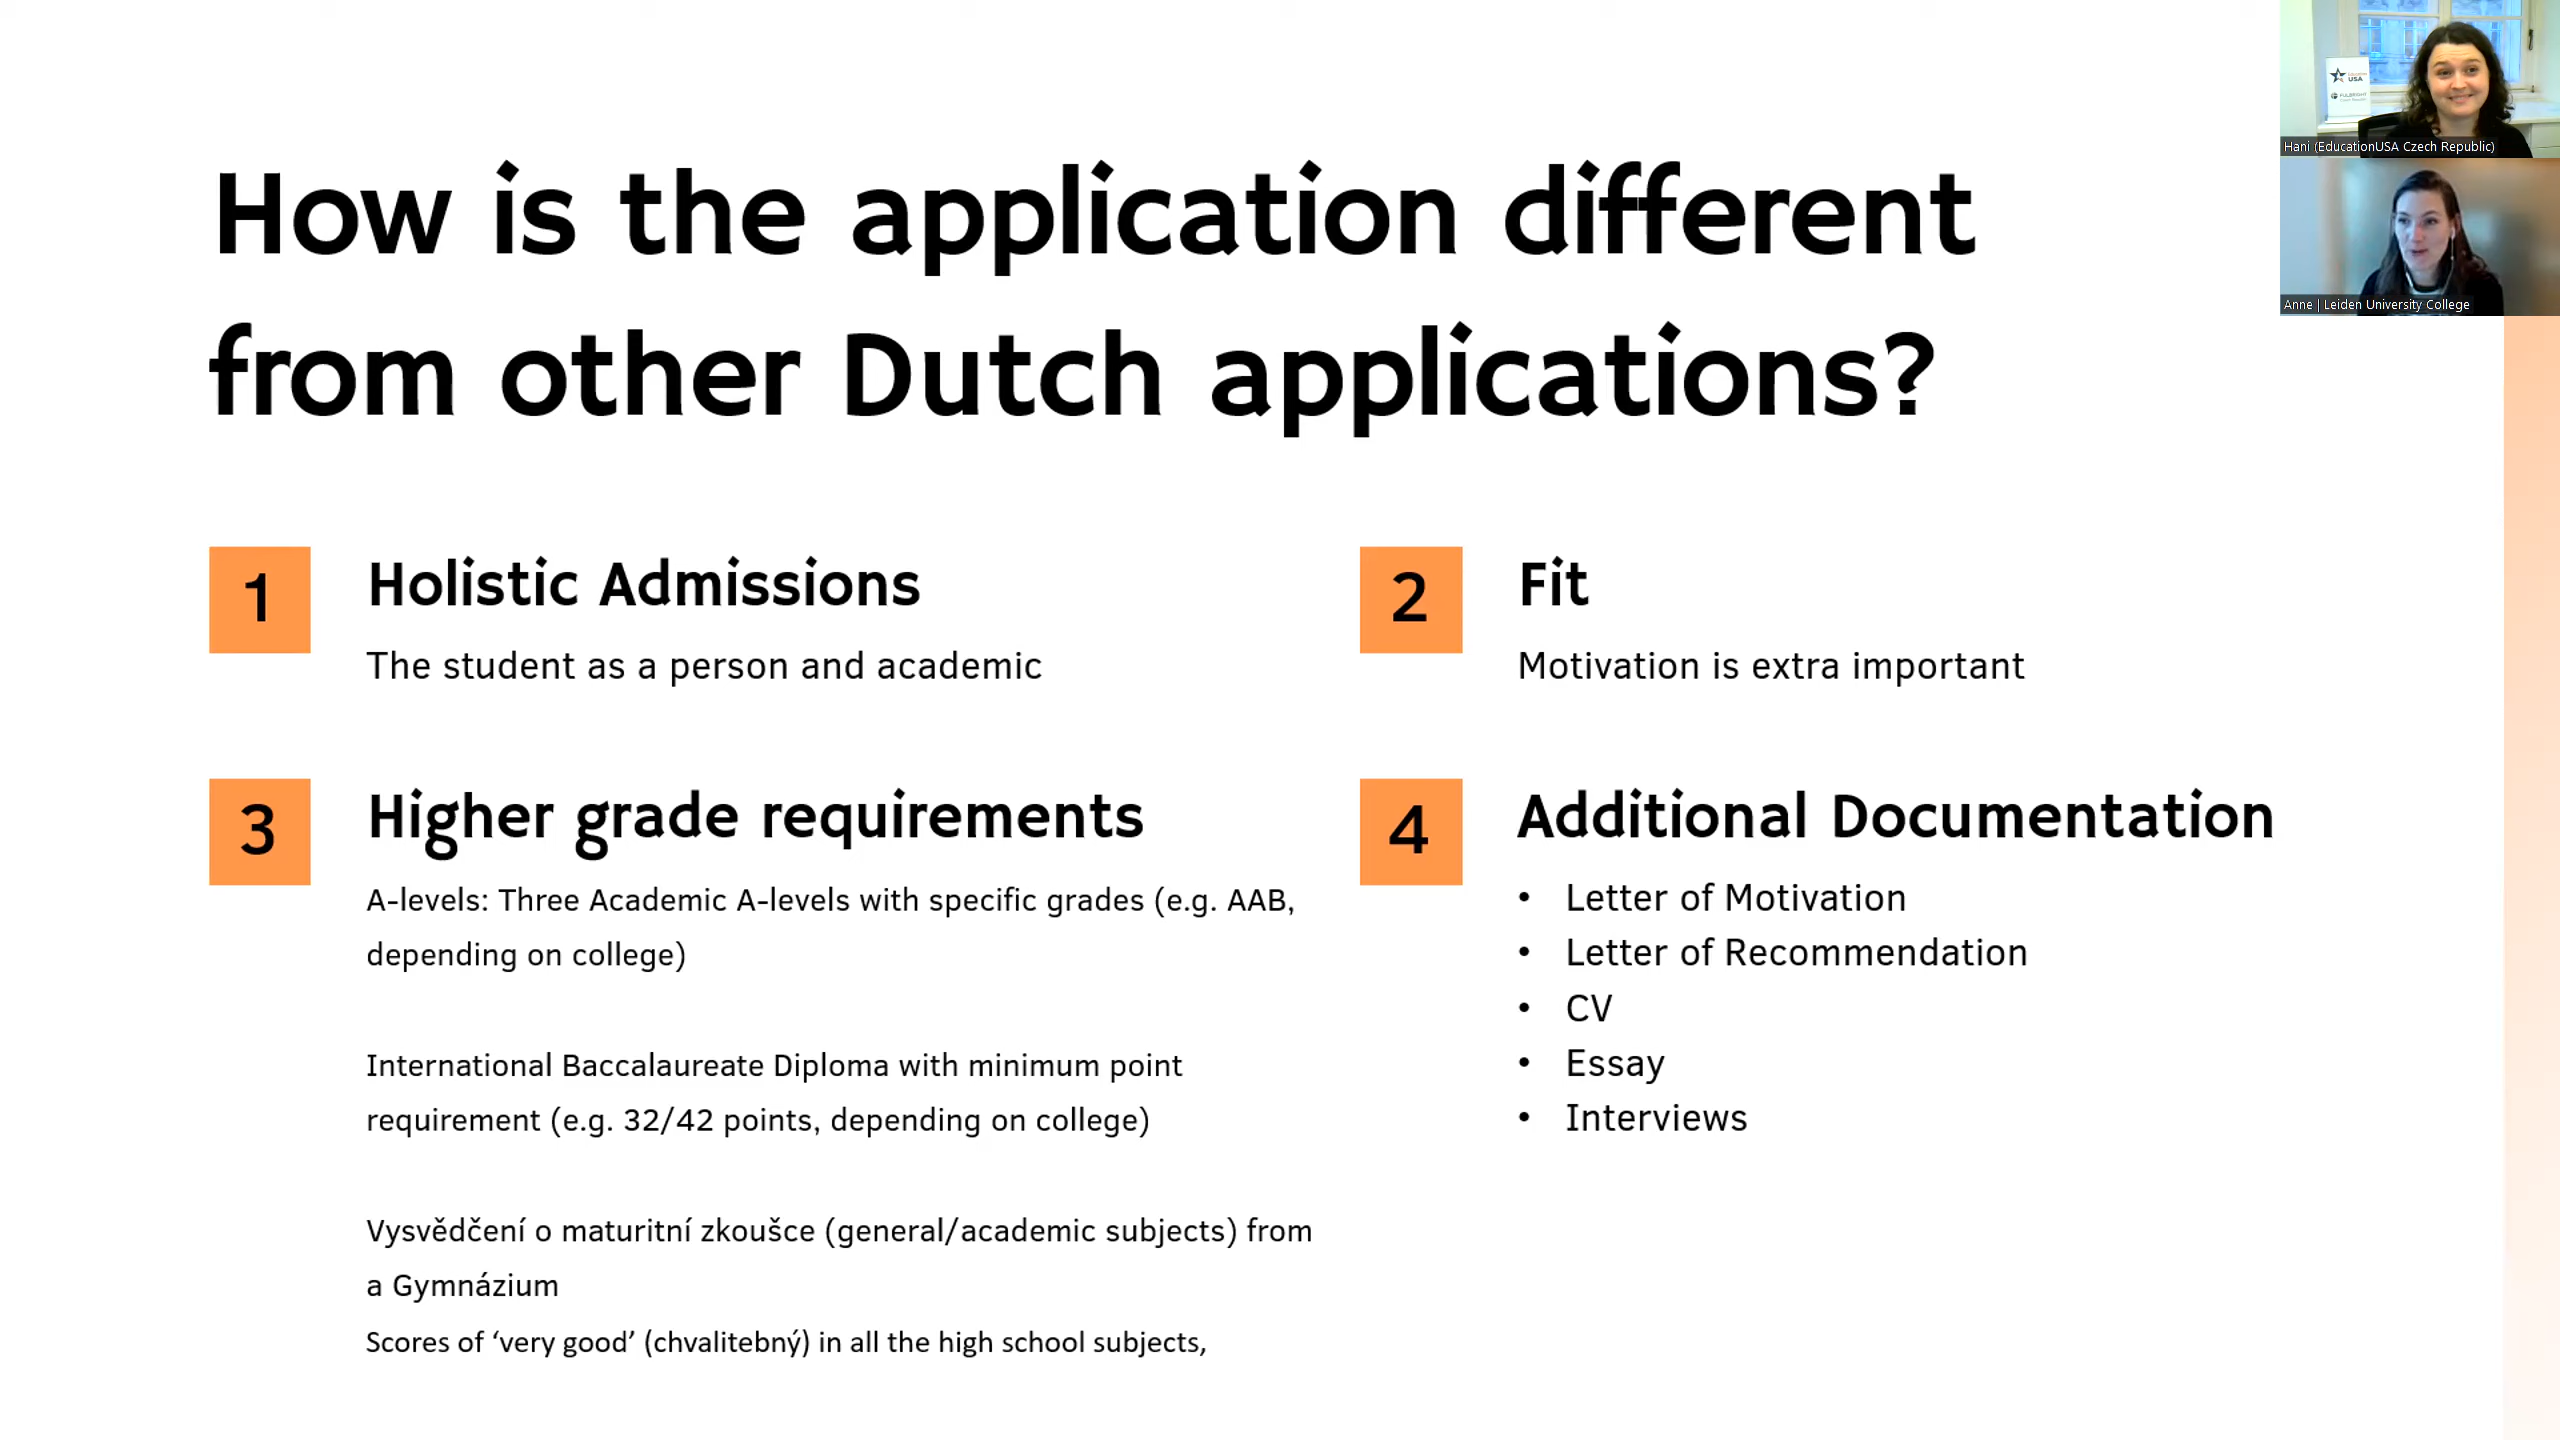 How is the application different
from other Dutch applications?
1
Holistic Admissions
The student as a person and academic
2
Fit
Motivation is extra important
3
Higher grade requirements
A-levels: Three Academic A-levels with specific grades (e.g. AAB,
depending on college)
International Baccalaureate Diploma with minimum point
requirement (e.g. 32/42 points, depending on college)
Vysvědčení o maturitní zkoušce (general/academic subjects) from
a Gymnázium
Scores of ‘very good’ (chvalitebný) in all the high school subjects,
4
Additional Documentation
• Letter of Motivation
• Letter of Recommendation
• CV
• Essay
• Interviews
USA
FULBRIGHT
Hani (EducationUSA Czech Republic)
Anne | Leiden University College